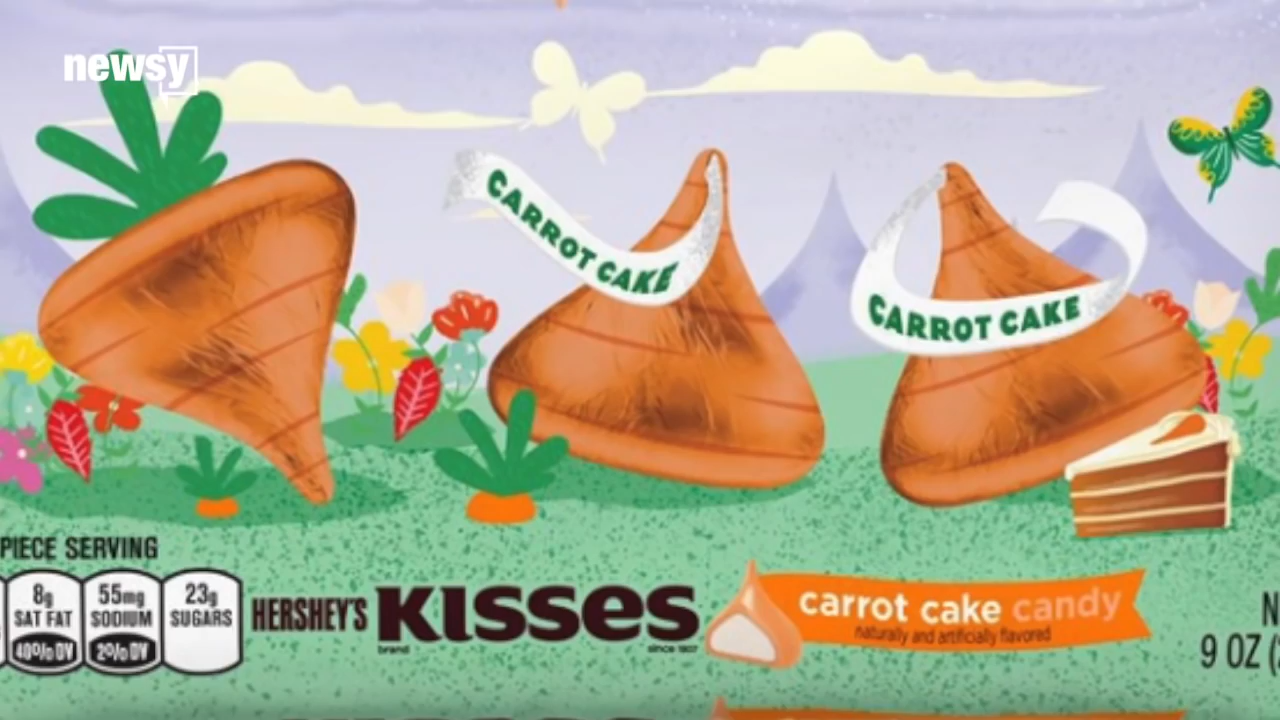 newsy
CARROT CAKE
CARROT CAKE
PIECE SERVING
8g
SAT FAT
40% DV
55mg
SODIUM
2% DV
23g
SUGARS
HERSHEY'S
KISSES
brand
since 1907
carrot cake candy
naturally and artificially flavored
9 OZ